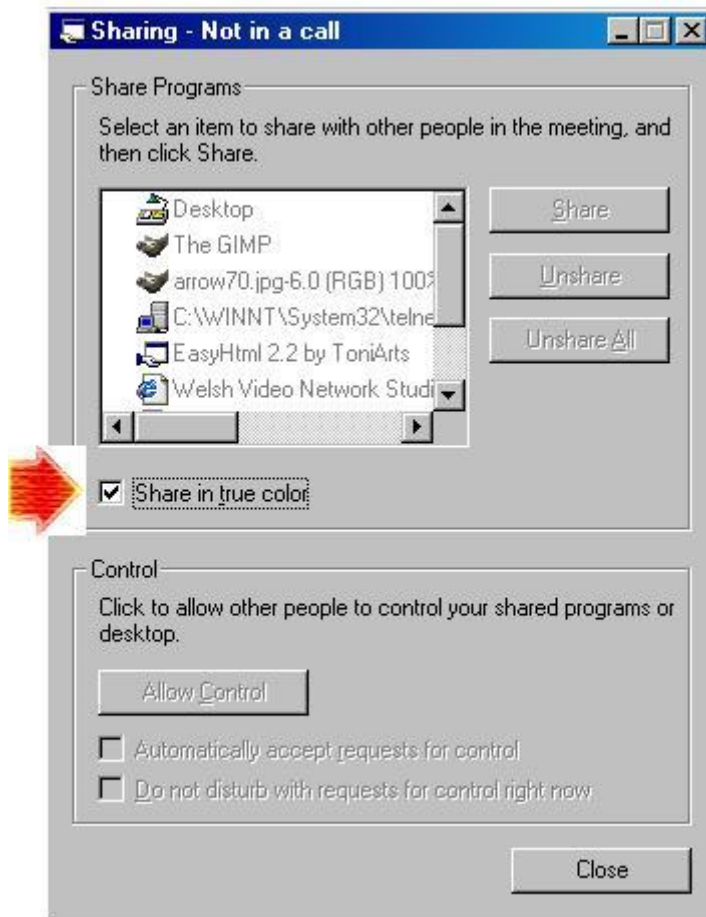 Sharing - Not in a call
Share Programs
Select an item to share with other people in the meeting, and
then click Share.
Desktop
The GIMP
arrow70.jpg-6.0 (RGB) 100%
C:\WINNT\System32\telne
EasyHtml 2.2 by ToniArts
Welsh Video Network Studi
Share
Unshare
Unshare All
Share in true color
Control
Click to allow other people to control your shared programs or
desktop.
Allow Control
Automatically accept requests for control
Do not disturb with requests for control right now
Close